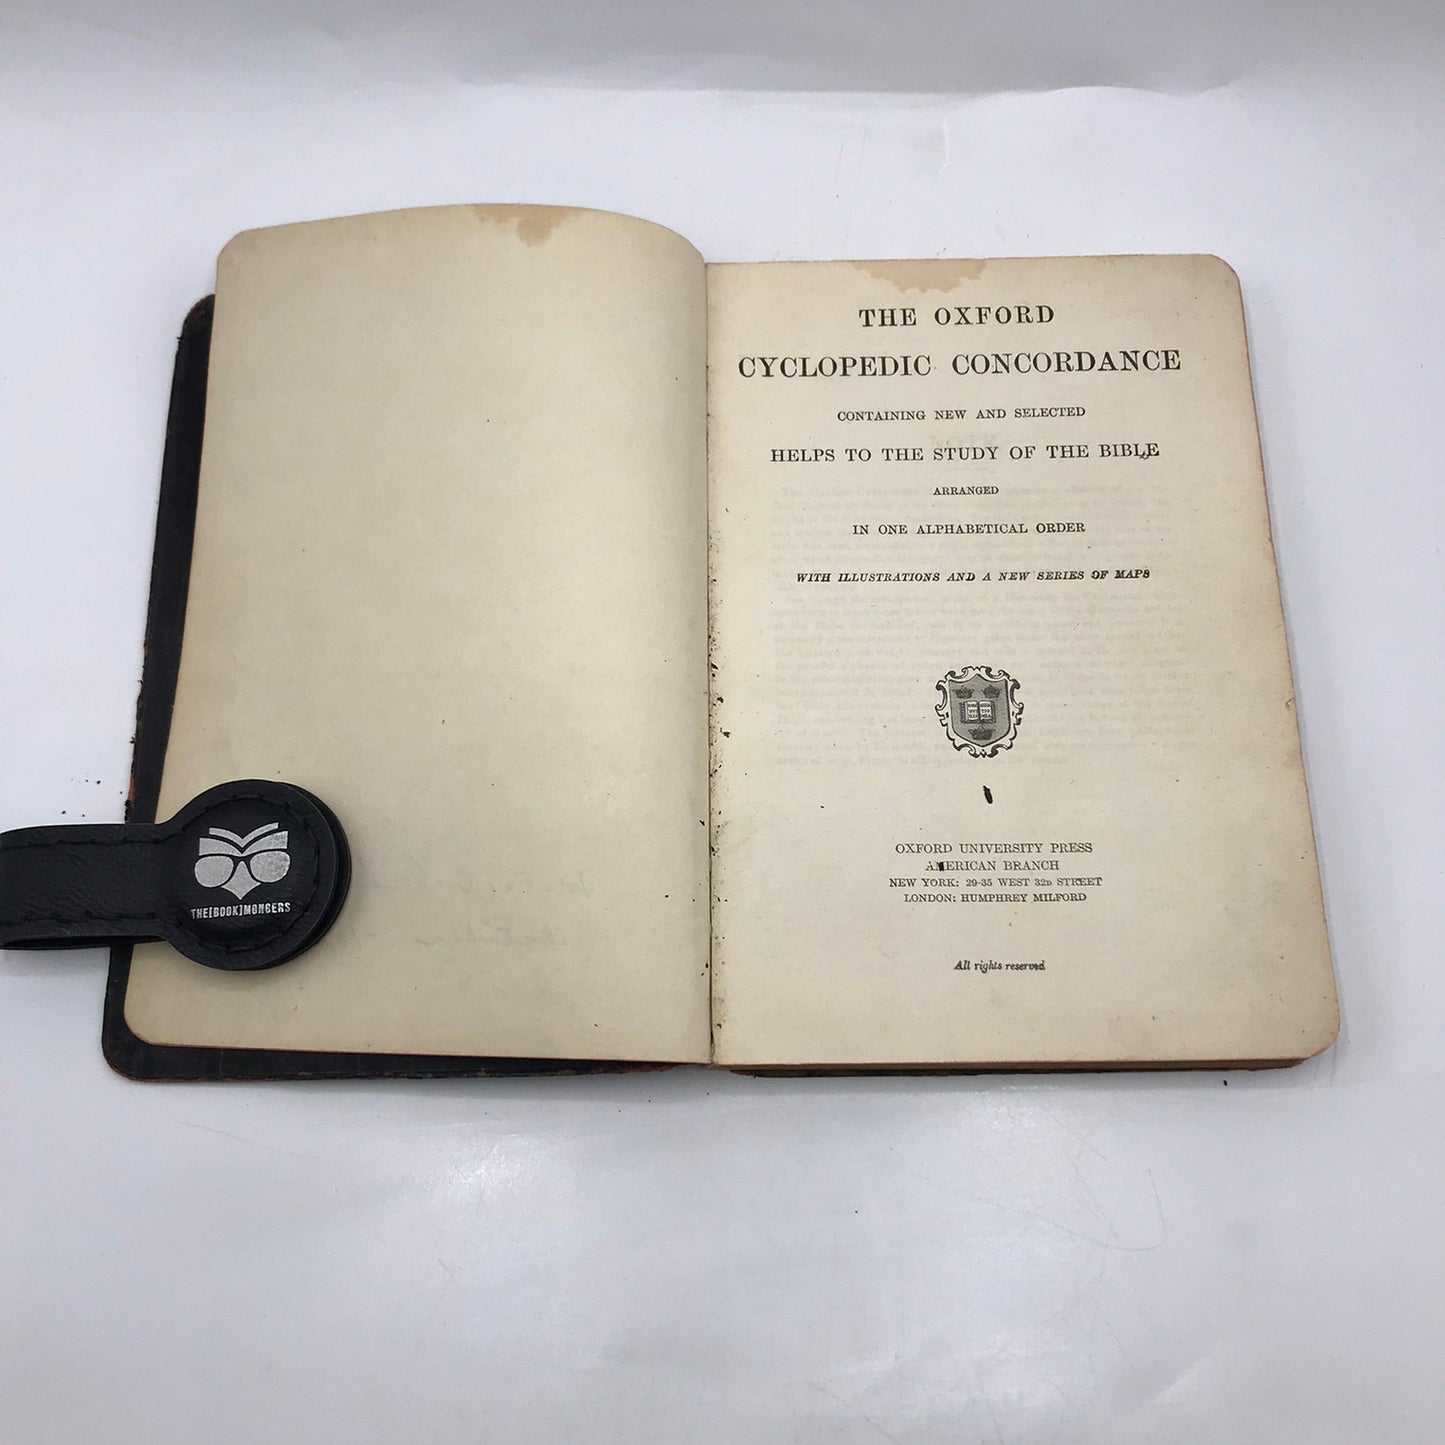 THE OXFORD
CYCLOPEDIC CONCORDANCE
CONTAINING NEW AND SELECTED
HELPS TO THE STUDY OF THE BIBLE
ARRANGED
IN ONE ALPHABETICAL ORDER
WITH ILLUSTRATIONS AND A NEW SERIES OF MAPS
OXFORD UNIVERSITY PRESS
AMERICAN BRANCH
NEW YORK: 29-35 WEST 32D STREET
LONDON: HUMPHREY MILFORD
All rights reserved
THE[BOOK]MONGERS